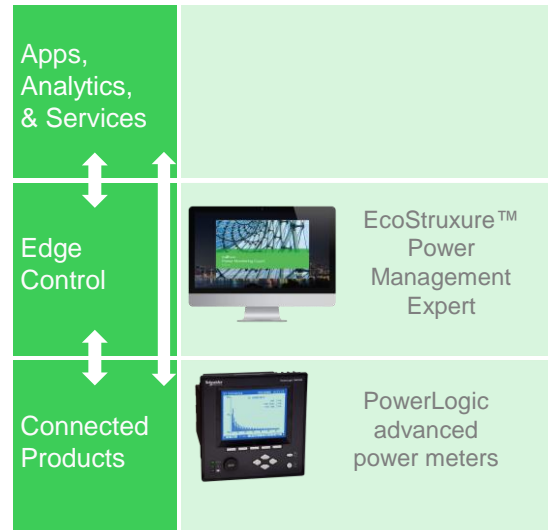 Apps,
Analytics,
& Services
Edge
Control
EcoStruxure™
Power
Management
Expert
Connected
Products
PowerLogic
advanced
power meters